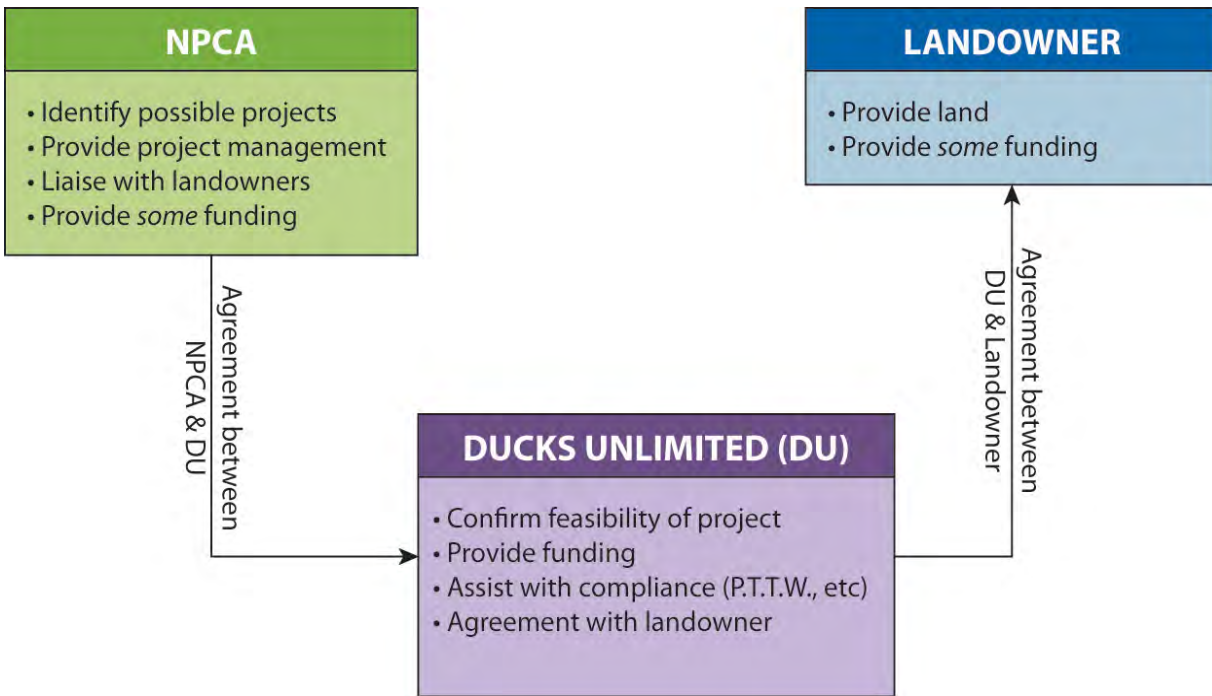 NPCA
• Identify possible projects
• Provide project management
• Liaise with landowners
• Provide some funding
Agreement between
NPCA & DU
DUCKS UNLIMITED (DU)
• Confirm feasibility of project
• Provide funding
• Assist with compliance (P.T.T.W., etc)
• Agreement with landowner
Agreement between
DU & Landowner
LANDOWNER
• Provide land
• Provide some funding